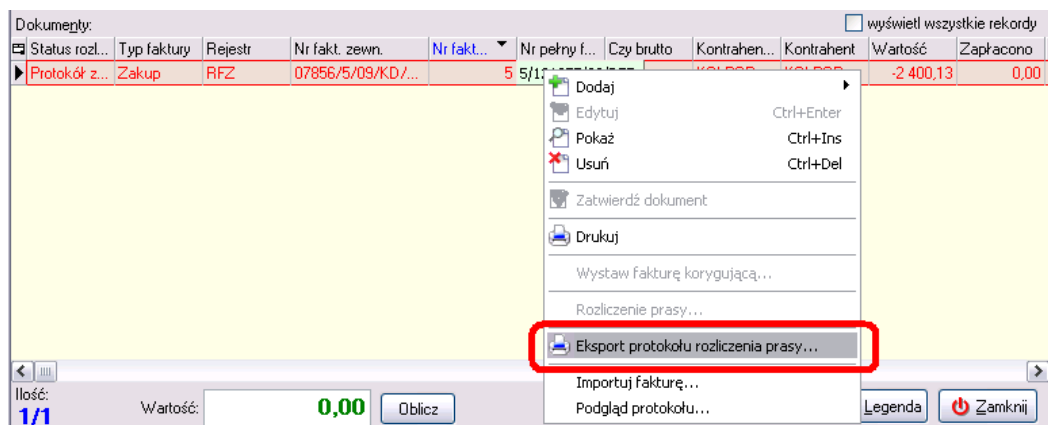 Dokumenty: wyświetl wszystkie rekordy
Status rozl... Typ faktury Rejestr Nr fakt. zewn. Nr fakt... Nr pełny f... Czy brutto Kontrahen... Kontrahent Wartość Zapłacono
Protokół z... Zakup RFZ 07856/5/09/KD/... 5 -2 400,13 0,00
Dodaj
Edytuj Ctrl+Enter
Pokaż Ctrl+Ins
Usuń Ctrl+Del
Zatwierdź dokument
Drukuj
Wystaw fakturę korygującą...
Rozliczenie prasy...
Eksport protokołu rozliczenia prasy...
Importuj fakturę...
Podgląd protokołu...
Ilość:
1/1 Wartość: 0,00 Oblicz Legenda Zamknij